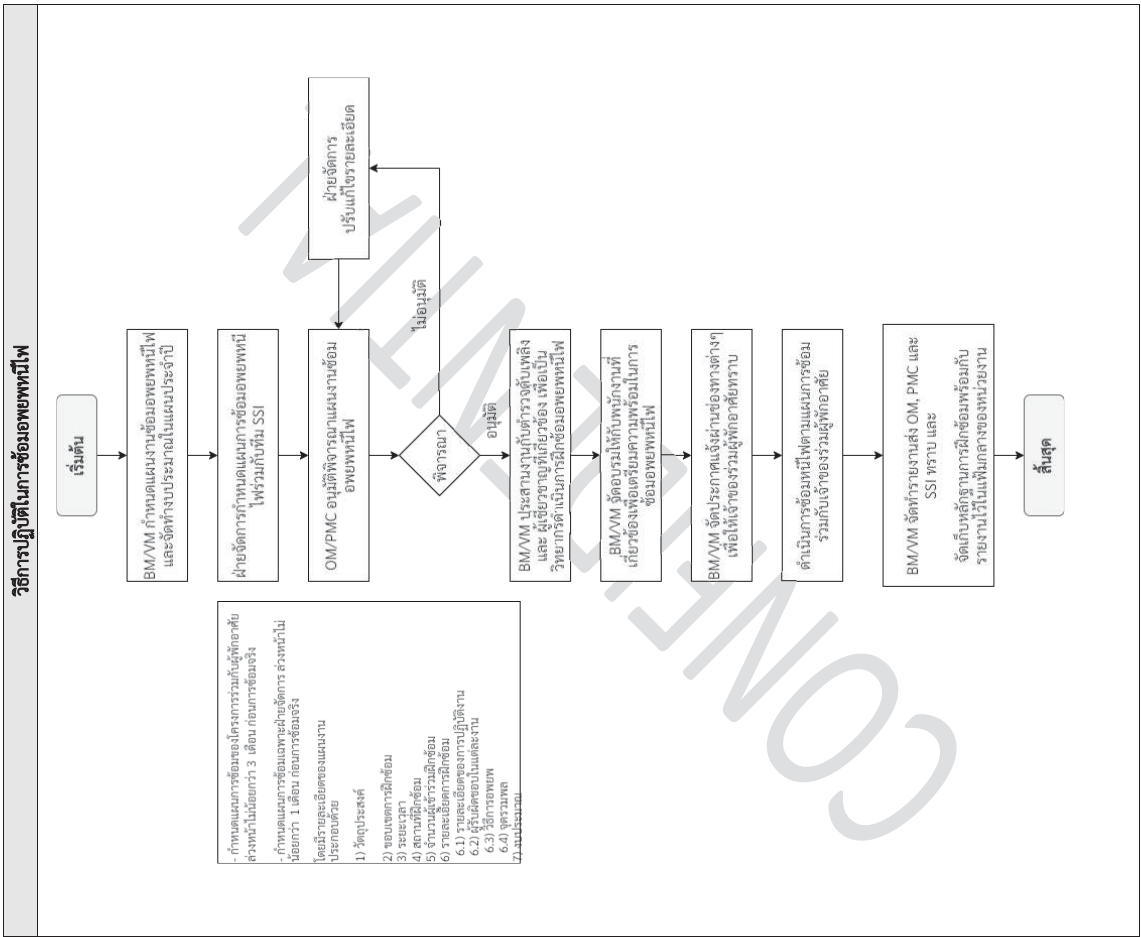 วิธีการปฏิบัติในการซ้อมอพยพหนีไฟ
เริ่มต้น
BM/VM กำหนดแผนงานซ้อมอพยพหนีไฟ
และจัดทำงบประมาณในแผนประจำปี
ฝ่ายจัดการกำหนดแผนการซ้อมอพยพหนี
ไฟร่วมกับทีม SSI
- กำหนดแผนการซ้อมของโครงการร่วมกับผู้พักอาศัย
ล่วงหน้าไม่น้อยกว่า 3 เดือน ก่อนการซ้อมจริง
- กำหนดแผนการซ้อมเฉพาะฝ่ายจัดการ ล่วงหน้าไม่
น้อยกว่า 1 เดือน ก่อนการซ้อมจริง
โดยมีรายละเอียดของแผนงาน
ประกอบด้วย
1) วัตถุประสงค์
2) ขอบเขตการฝึกซ้อม
3) ระยะเวลา
4) สถานที่ฝึกซ้อม
5) จำนวนผู้เข้าร่วมฝึกซ้อม
6) รายละเอียดการฝึกซ้อม
6.1) รายละเอียดของการปฏิบัติงาน
6.2) ผู้รับผิดชอบในแต่ละงาน
6.3) วิธีการอพยพ
6.4) จุดรวมพล
7) งบประมาณ
OM/PMC อนุมัติพิจารณาแผนงานซ้อม
อพยพหนีไฟ
ฝ่ายจัดการ
ปรับแก้ไขรายละเอียด
พิจารณา
ไม่อนุมัติ
อนุมัติ
BM/VM ประสานงานกับตำรวจดับเพลิง
และ ผู้เชี่ยวชาญที่เกี่ยวข้อง เพื่อเป็น
วิทยากรดำเนินการฝึกซ้อมอพยพหนีไฟ
BM/VM จัดอบรมให้กับพนักงานที่
เกี่ยวข้องเพื่อเตรียมความพร้อมในการ
ซ้อมอพยพหนีไฟ
BM/VM จัดประกาศแจ้งผ่านช่องทางต่างๆ
เพื่อให้เจ้าของร่วมผู้พักอาศัยทราบ
ดำเนินการซ้อมหนีไฟตามแผนการซ้อม
ร่วมกับเจ้าของร่วมผู้พักอาศัย
BM/VM จัดทำรายงานส่ง OM, PMC และ
SSI ทราบ และ
จัดเก็บหลักฐานการฝึกซ้อมพร้อมกับ
รายงานไว้ในแฟ้มกลางของหน่วยงาน
สิ้นสุด
CONFIDENTIAL